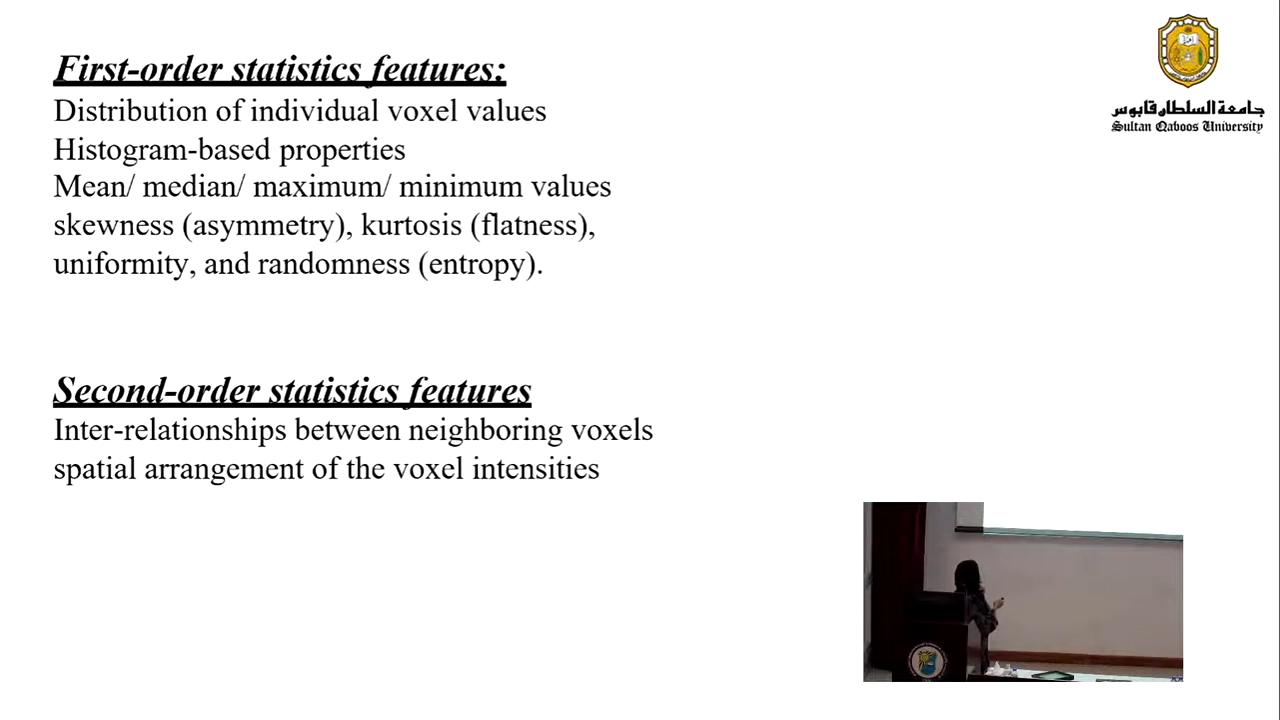 First-order statistics features:
Distribution of individual voxel values
Histogram-based properties
Mean/ median/ maximum/ minimum values
skewness (asymmetry), kurtosis (flatness),
uniformity, and randomness (entropy).
Second-order statistics features
Inter-relationships between neighboring voxels
spatial arrangement of the voxel intensities
جامعة السلطان قابوس
Sultan Qaboos University